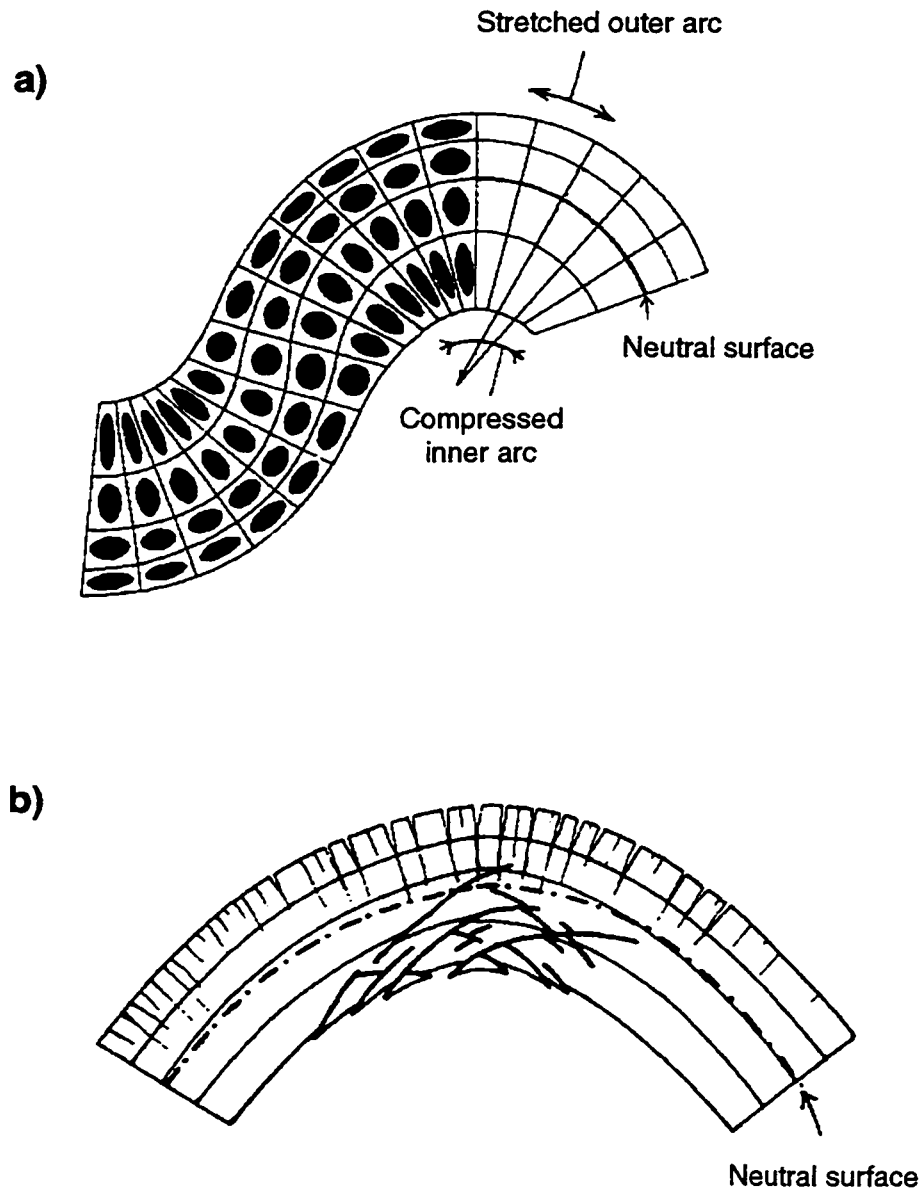 Stretched outer arc
a)
Neutral surface
Compressed
inner arc
b)
Neutral surface